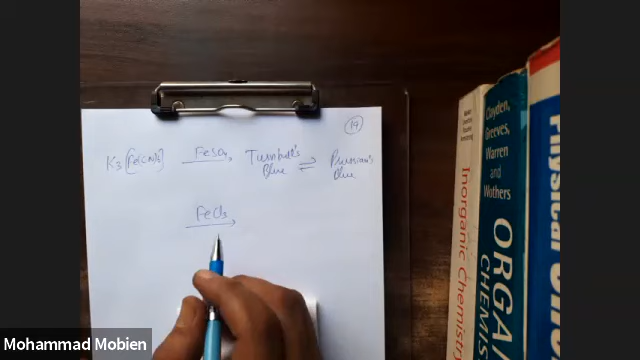 19
K3[Fe(CN)6] FeSO4 Turnbull's Blue ⇌ Prussian's Blue
FeCl3
Inorganic Chemistry
Clayden,
Greeves,
Warren
and
Wothers
ORGA
CHEMIS
Physical
Mohammad Mobien